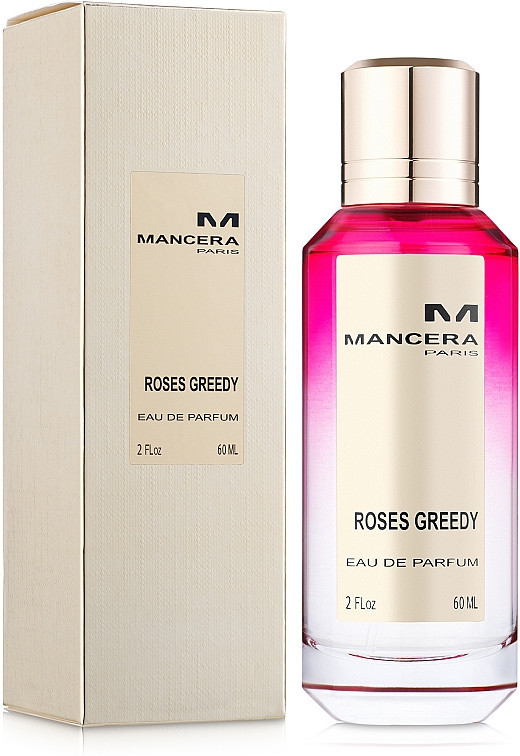 M
MANCERA
PARIS
ROSES GREEDY
EAU DE PARFUM
2 FLoz 60 ML
M
MANCERA
PARIS
ROSES GREEDY
EAU DE PARFUM
2 FLoz 60 ML